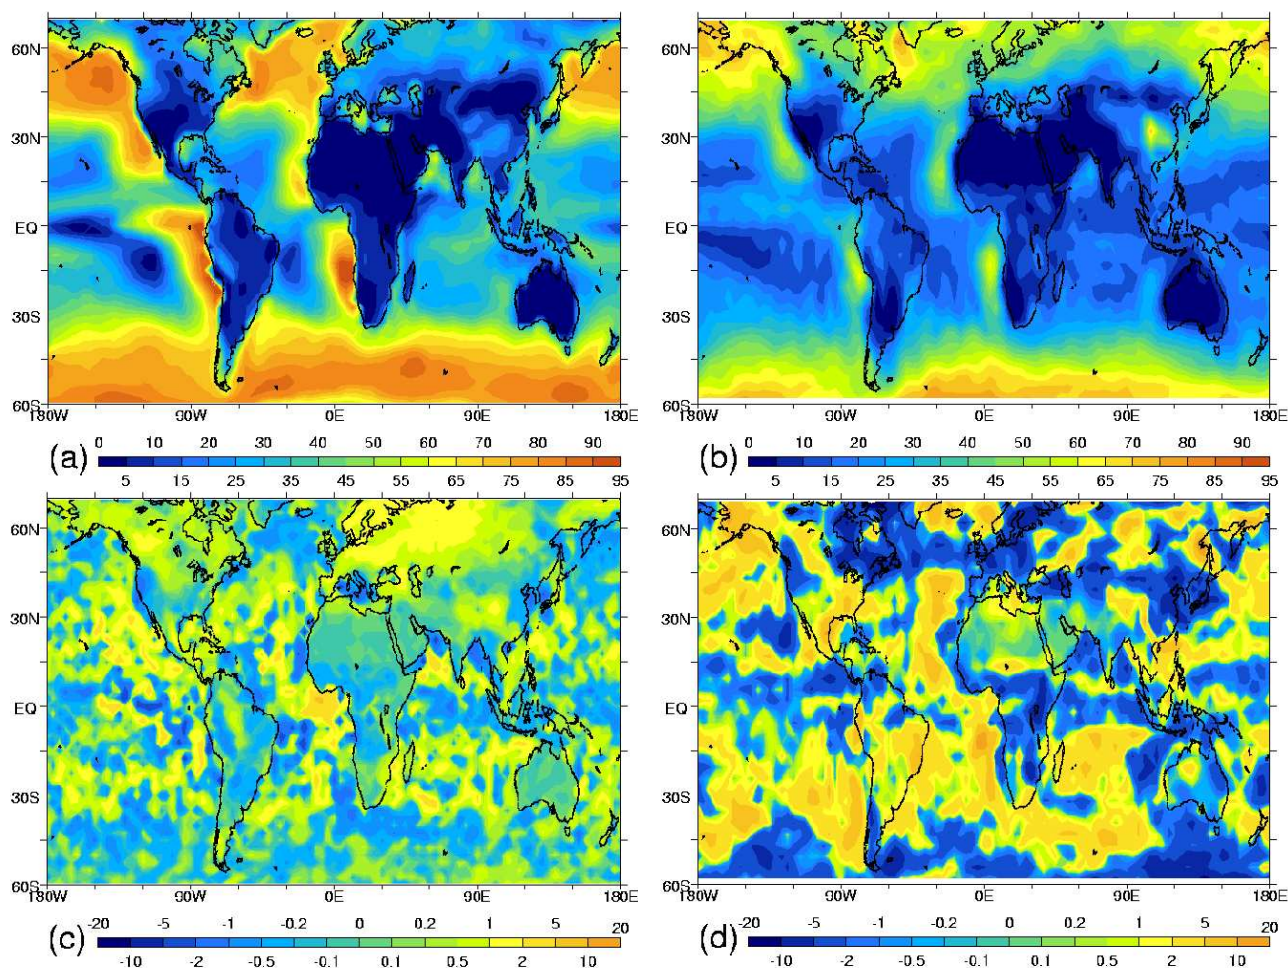 60N 60N
30N 30N
EQ EQ
30S 30S
60S 60S
180W 90W 0E 90E 180E 180W 90W 0E 90E 180E
(a) 0 10 20 30 40 50 60 70 80 90 (b) 0 10 20 30 40 50 60 70 80 90
5 15 25 35 45 55 65 75 85 95 5 15 25 35 45 55 65 75 85 95
60N 60N
30N 30N
EQ EQ
30S 30S
60S 60S
180W 90W 0E 90E 180E 180W 90W 0E 90E 180E
(c) -20 -5 -1 -0.2 0 0.2 1 5 20 (d) -20 -5 -1 -0.2 0 0.2 1 5 20
-10 -2 -0.5 -0.1 0.1 0.5 2 10 -10 -2 -0.5 -0.1 0.1 0.5 2 10